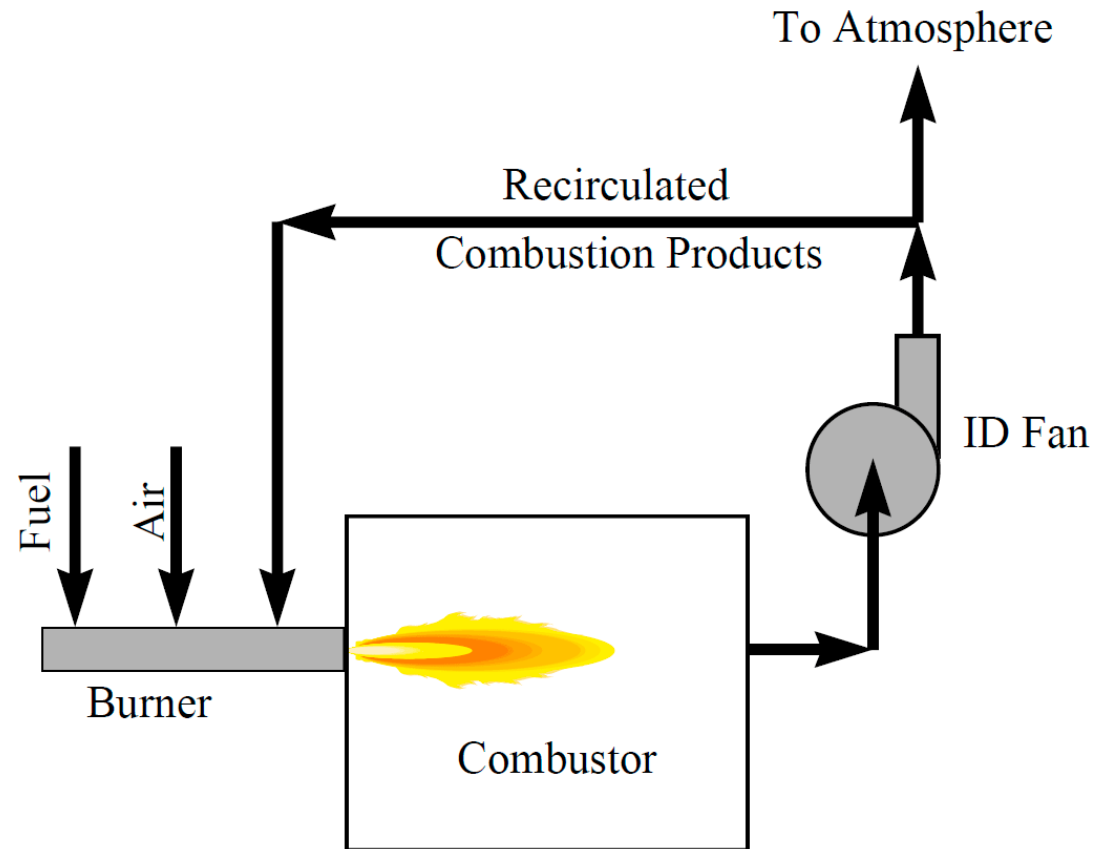 To Atmosphere
Recirculated
Combustion Products
ID Fan
Fuel
Air
Burner
Combustor